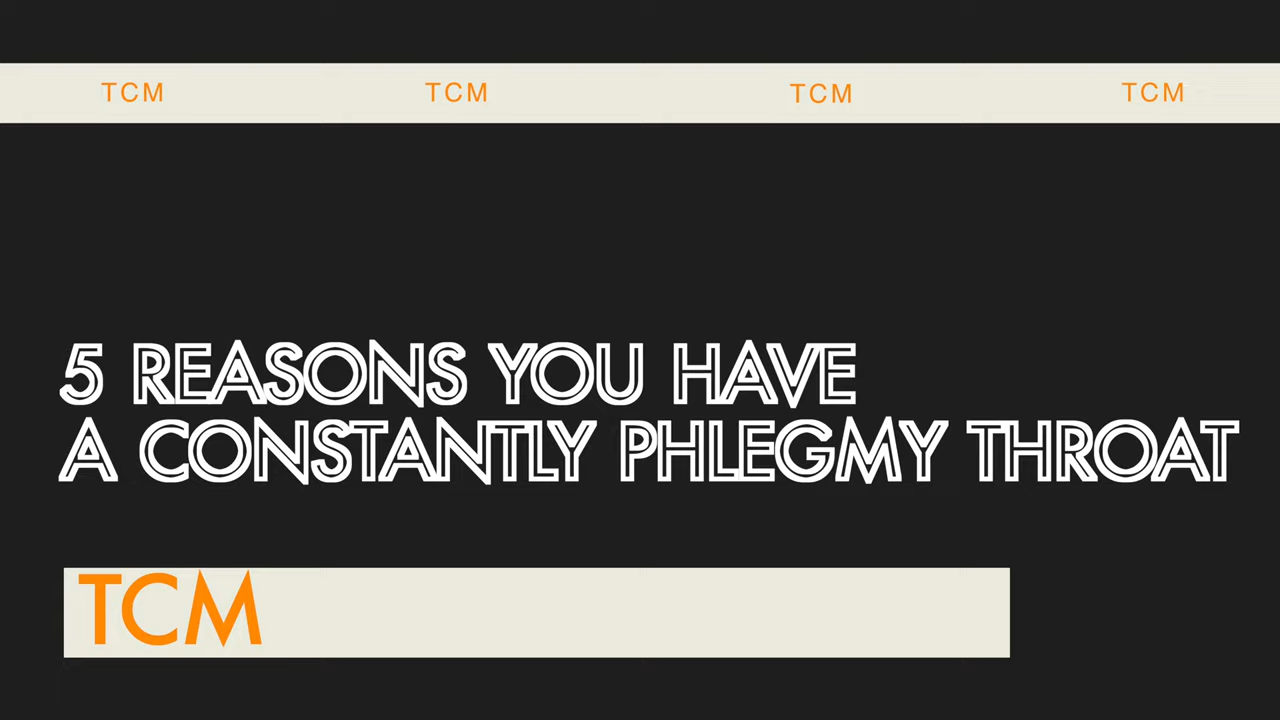 TCM TCM TCM TCM
5 REASONS YOU HAVE
A CONSTANTLY PHLEGMY THROAT
TCM